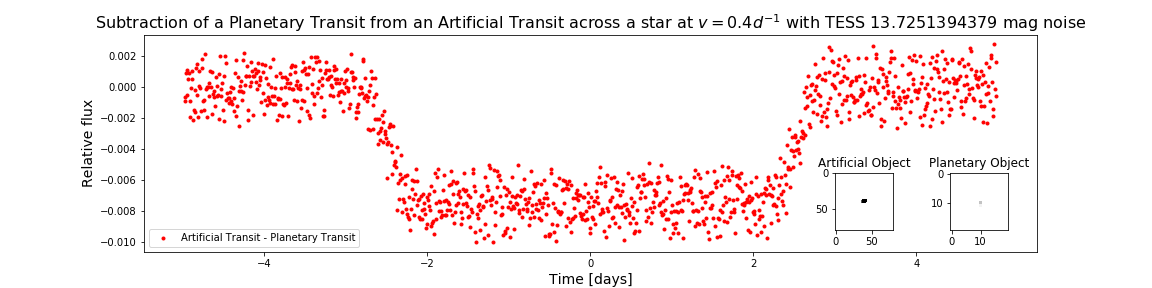 Subtraction of a Planetary Transit from an Artificial Transit across a star at v = 0.4d⁻¹ with TESS 13.7251394379 mag noise
Relative flux
0.002
0.000
−0.002
−0.004
−0.006
−0.008
−0.010
Artificial Transit - Planetary Transit
Artificial Object
0
50
0 50
Planetary Object
0
10
0 10
−4 −2 0 2 4
Time [days]